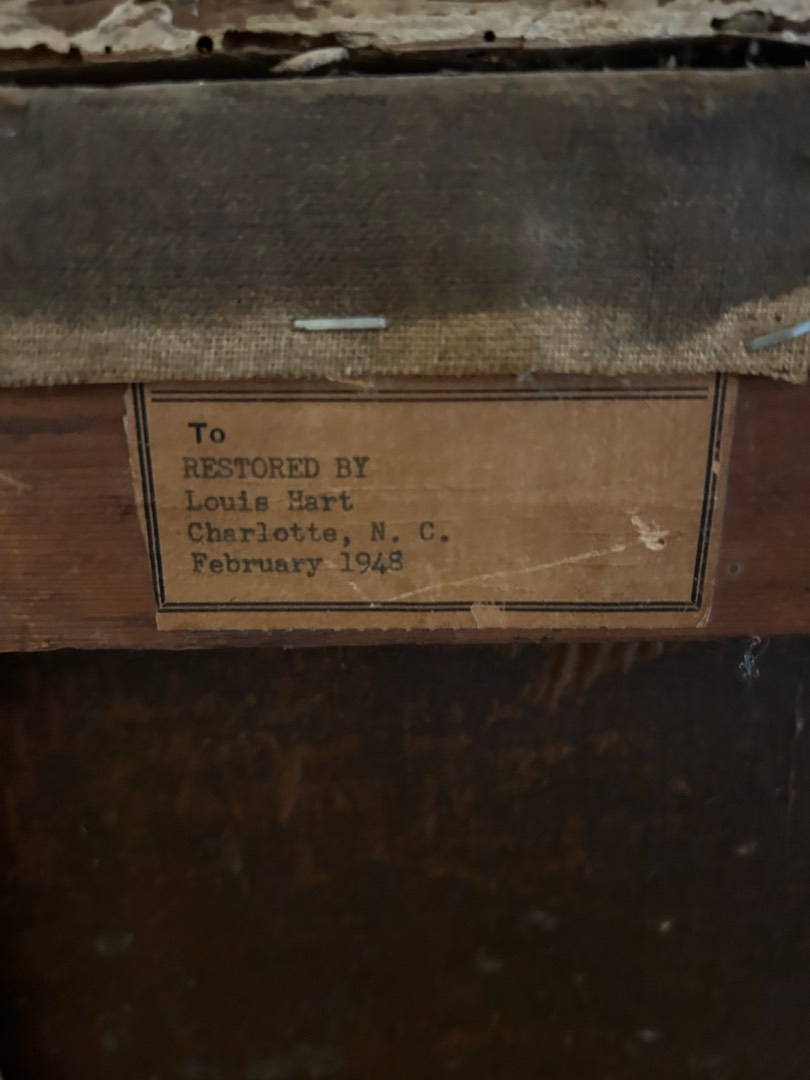 To
RESTORED BY
Louis Hart
Charlotte, N. C.
February 1948